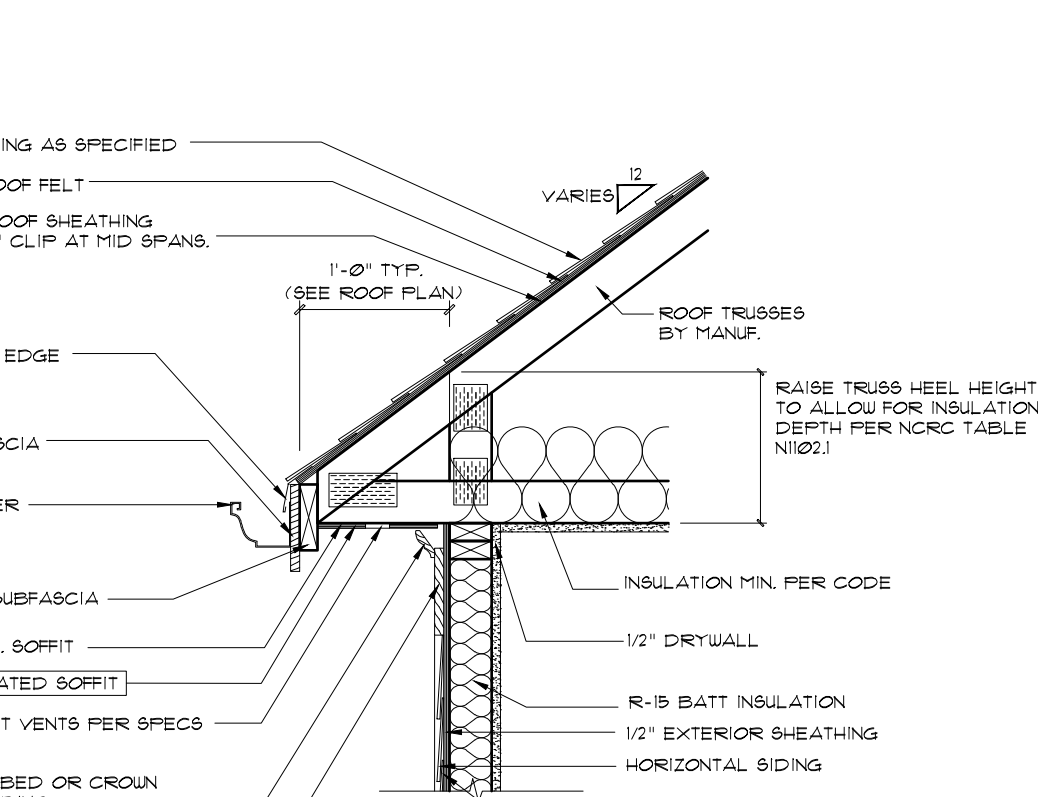 ING AS SPECIFIED
OOF FELT
OOF SHEATHING
" CLIP AT MID SPANS.
12
VARIES
1'-0" TYP.
(SEE ROOF PLAN)
ROOF TRUSSES
BY MANUF.
EDGE
RAISE TRUSS HEEL HEIGHT
TO ALLOW FOR INSULATION
DEPTH PER NCRC TABLE
N1102.1
SCIA
ER
INSULATION MIN. PER CODE
SUBFASCIA
1/2" DRYWALL
. SOFFIT
ATED SOFFIT
R-15 BATT INSULATION
T VENTS PER SPECS
1/2" EXTERIOR SHEATHING
HORIZONTAL SIDING
BED OR CROWN